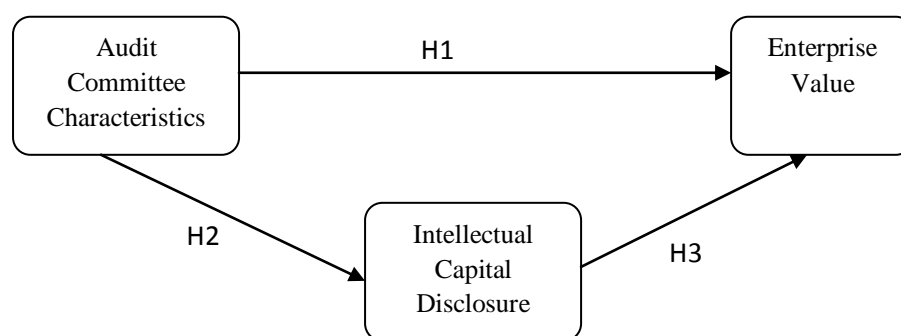 Audit
Committee
Characteristics
H1
Enterprise
Value
H2
Intellectual
Capital
Disclosure
H3